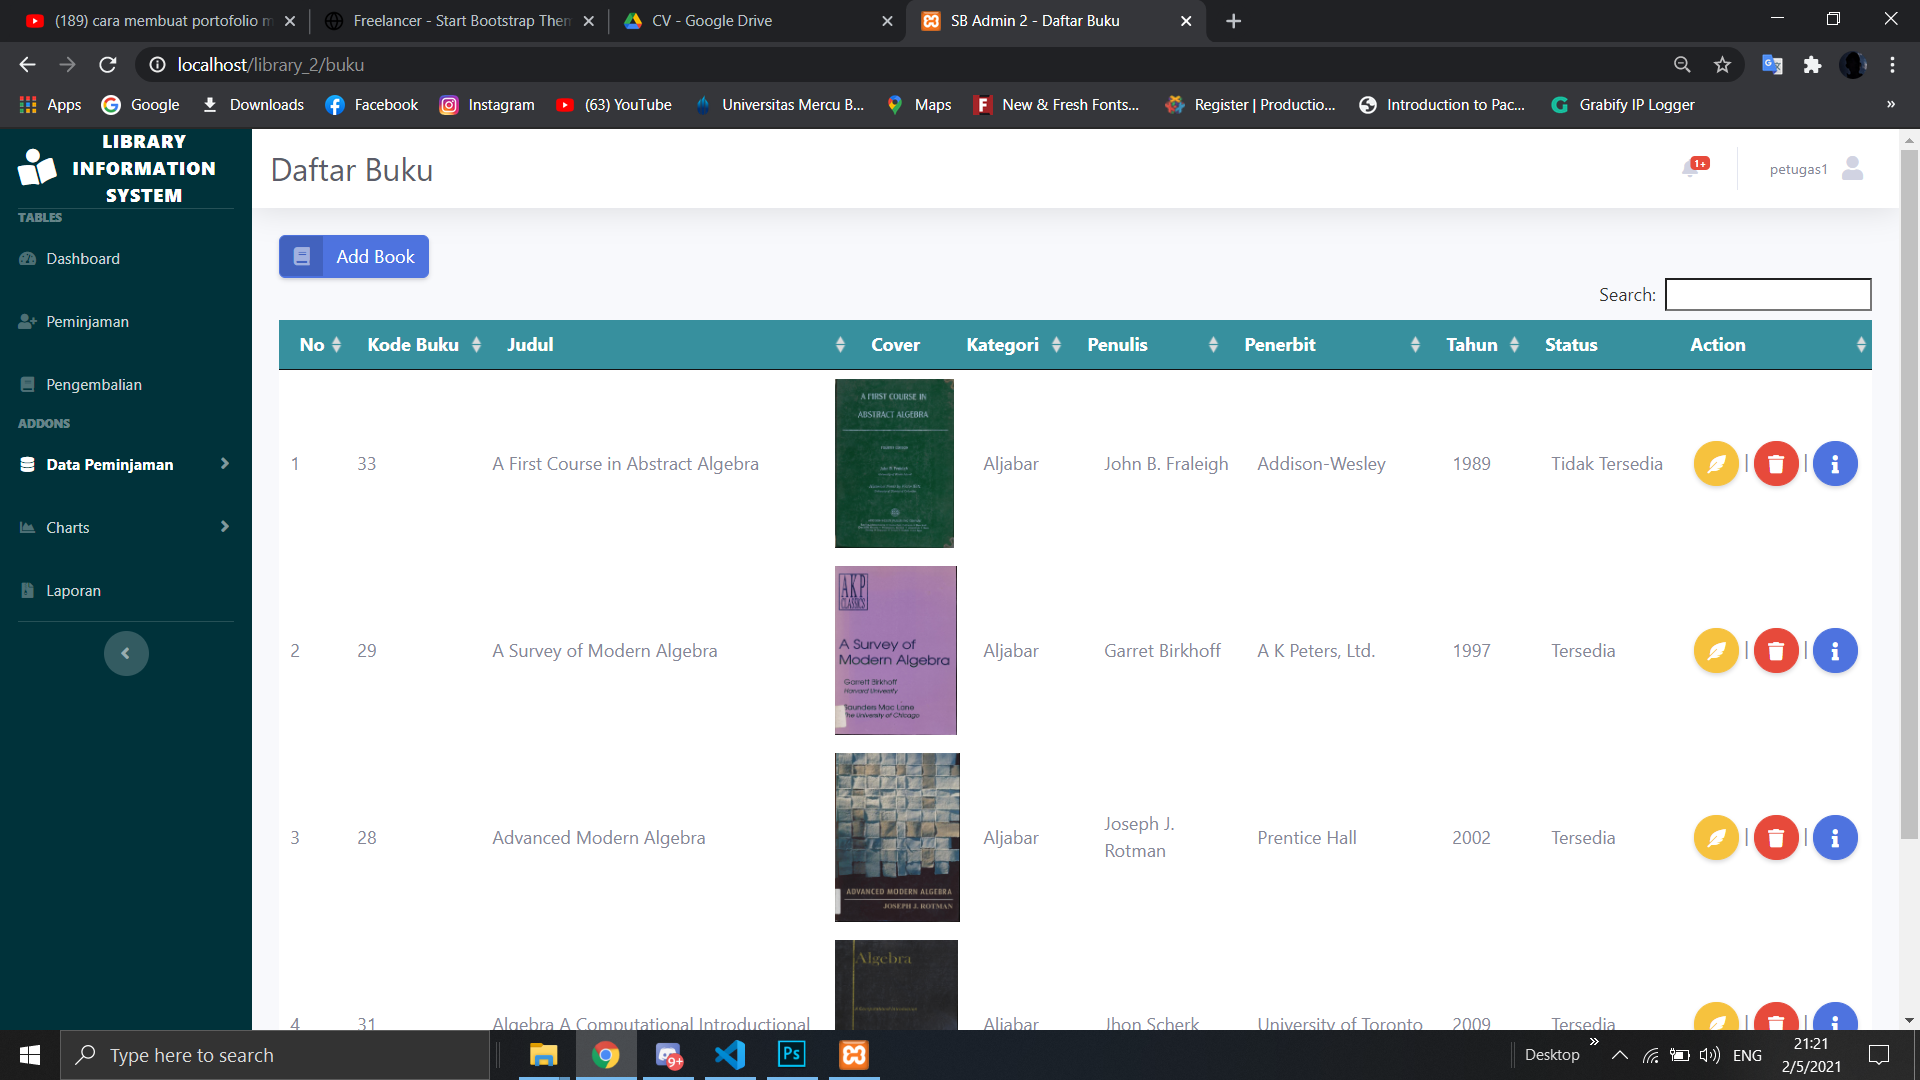 (189) cara membuat portofolio m
Freelancer - Start Bootstrap Them
CV - Google Drive
SB Admin 2 - Daftar Buku
localhost/library_2/buku
Apps
Google
Downloads
Facebook
Instagram
(63) YouTube
Universitas Mercu B...
Maps
New & Fresh Fonts...
Register | Productio...
Introduction to Pac...
Grabify IP Logger
»
LIBRARY
INFORMATION
SYSTEM
TABLES
Dashboard
Peminjaman
Pengembalian
ADDONS
Data Peminjaman
Charts
Laporan
Daftar Buku
1+
petugas1
Add Book
Search:
No Kode Buku Judul Cover Kategori Penulis Penerbit Tahun Status Action
A FIRST COURSE IN
ABSTRACT ALGEBRA
1 33 A First Course in Abstract Algebra Aljabar John B. Fraleigh Addison-Wesley 1989 Tidak Tersedia | |
AKP
CLASSICS
A Survey of
Modern Algebra
Garrett Birkhoff
Harvard University
Saunders Mac Lane
The University of Chicago
2 29 A Survey of Modern Algebra Aljabar Garret Birkhoff A K Peters, Ltd. 1997 Tersedia | |
3 28 Advanced Modern Algebra Aljabar Joseph J. Rotman Prentice Hall 2002 Tersedia | |
ADVANCED MODERN ALGEBRA
JOSEPH J. ROTMAN
Algebra
4 31 Algebra A Computational Introductional Aljabar Jhon Scherk University of Toronto 2009 Tersedia
Type here to search
9+
Ps
Desktop
»
ENG
21:21
2/5/2021